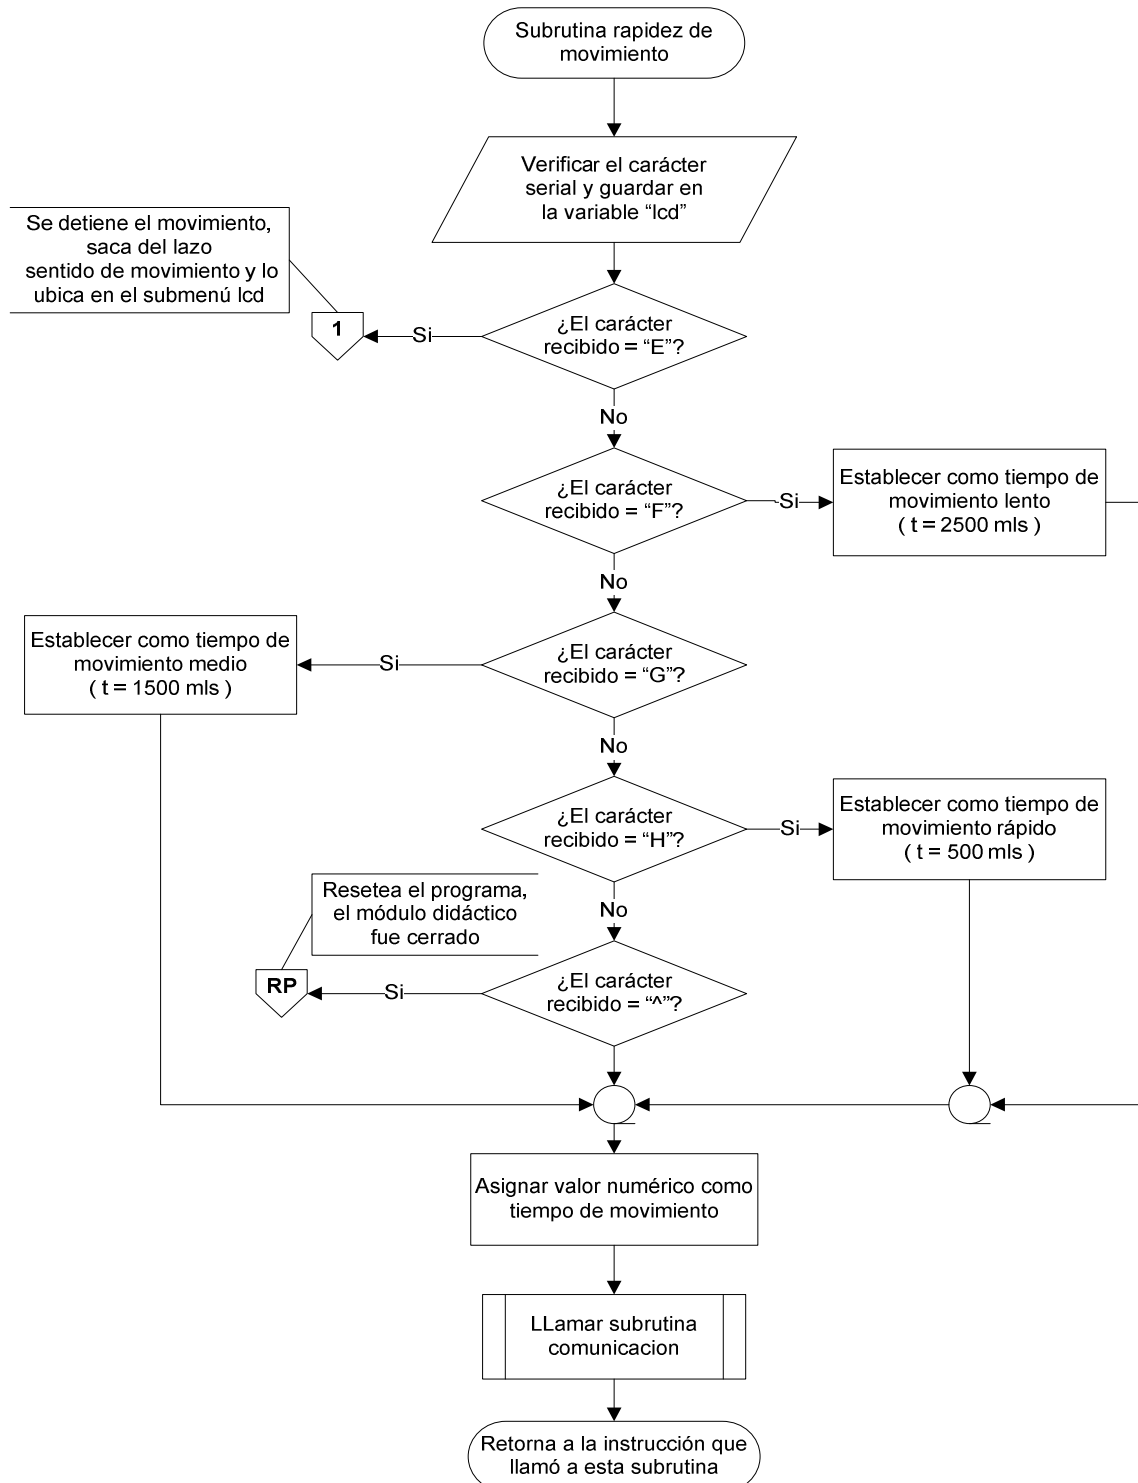 Subrutina rapidez de
movimiento
Verificar el carácter
serial y guardar en
la variable “lcd”
Se detiene el movimiento,
saca del lazo
sentido de movimiento y lo
ubica en el submenú lcd
1
Si
¿El carácter
recibido = “E”?
No
¿El carácter
recibido = “F”?
Si
Establecer como tiempo de
movimiento lento
( t = 2500 mls )
No
Establecer como tiempo de
movimiento medio
( t = 1500 mls )
Si
¿El carácter
recibido = “G”?
No
¿El carácter
recibido = “H”?
Si
Establecer como tiempo de
movimiento rápido
( t = 500 mls )
No
Resetea el programa,
el módulo didáctico
fue cerrado
RP
Si
¿El carácter
recibido = “^”?
Asignar valor numérico como
tiempo de movimiento
LLamar subrutina
comunicacion
Retorna a la instrucción que
llamó a esta subrutina